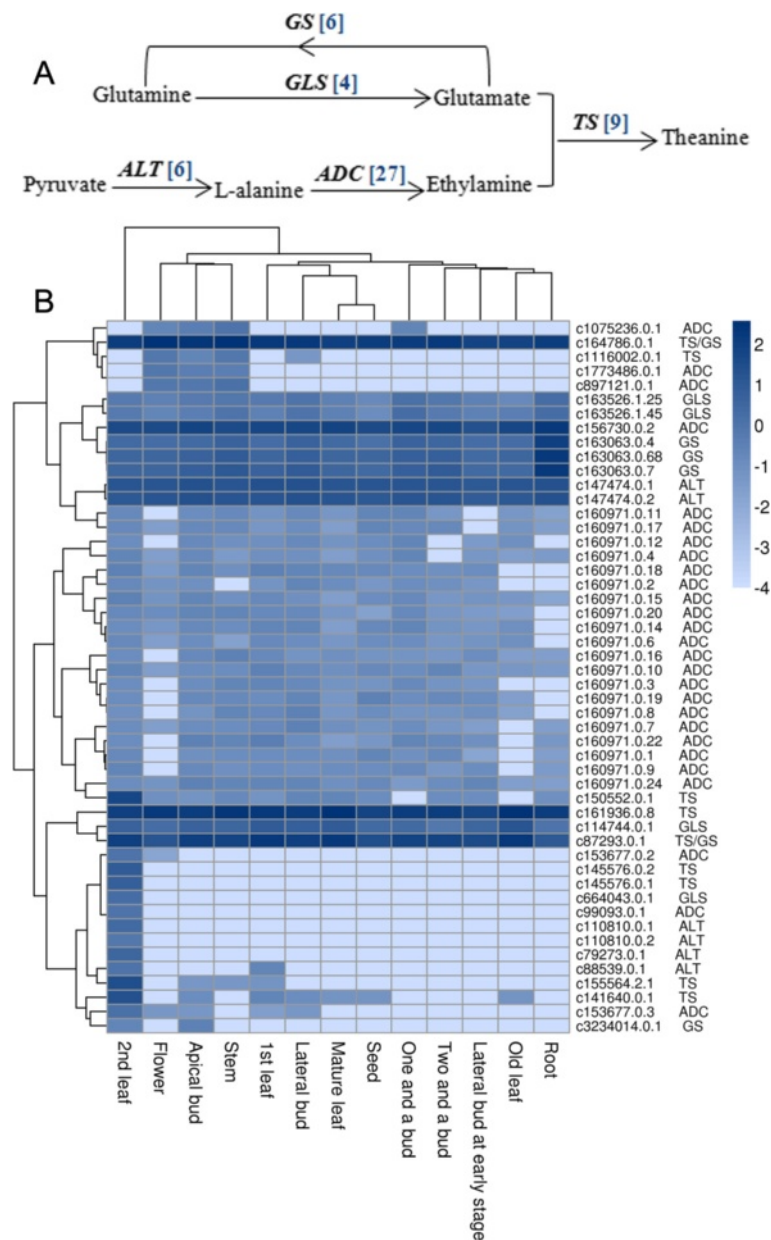 A
GS [6]
Glutamine GLS [4] Glutamate
TS [9] Theanine
Pyruvate ALT [6] L-alanine ADC [27] Ethylamine
B
c1075236.0.1 ADC
c164786.0.1 TS/GS
c1116002.0.1 TS
c1773486.0.1 ADC
c897121.0.1 ADC
c163526.1.25 GLS
c163526.1.45 GLS
c156730.0.2 ADC
c163063.0.4 GS
c163063.0.68 GS
c163063.0.7 GS
c147474.0.1 ALT
c147474.0.2 ALT
c160971.0.11 ADC
c160971.0.17 ADC
c160971.0.12 ADC
c160971.0.4 ADC
c160971.0.18 ADC
c160971.0.2 ADC
c160971.0.15 ADC
c160971.0.20 ADC
c160971.0.14 ADC
c160971.0.6 ADC
c160971.0.16 ADC
c160971.0.10 ADC
c160971.0.3 ADC
c160971.0.19 ADC
c160971.0.8 ADC
c160971.0.7 ADC
c160971.0.22 ADC
c160971.0.1 ADC
c160971.0.9 ADC
c160971.0.24 ADC
c150552.0.1 TS
c161936.0.8 TS
c114744.0.1 GLS
c87293.0.1 TS/GS
c153677.0.2 ADC
c145576.0.2 TS
c145576.0.1 TS
c664043.0.1 GLS
c99093.0.1 ADC
c110810.0.1 ALT
c110810.0.2 ALT
c79273.0.1 ALT
c88539.0.1 ALT
c155564.2.1 TS
c141640.0.1 TS
c153677.0.3 ADC
c3234014.0.1 GS
2
1
0
-1
-2
-3
-4
2nd leaf
Flower
Apical bud
Stem
1st leaf
Lateral bud
Mature leaf
Seed
One and a bud
Two and a bud
Lateral bud at early stage
Old leaf
Root